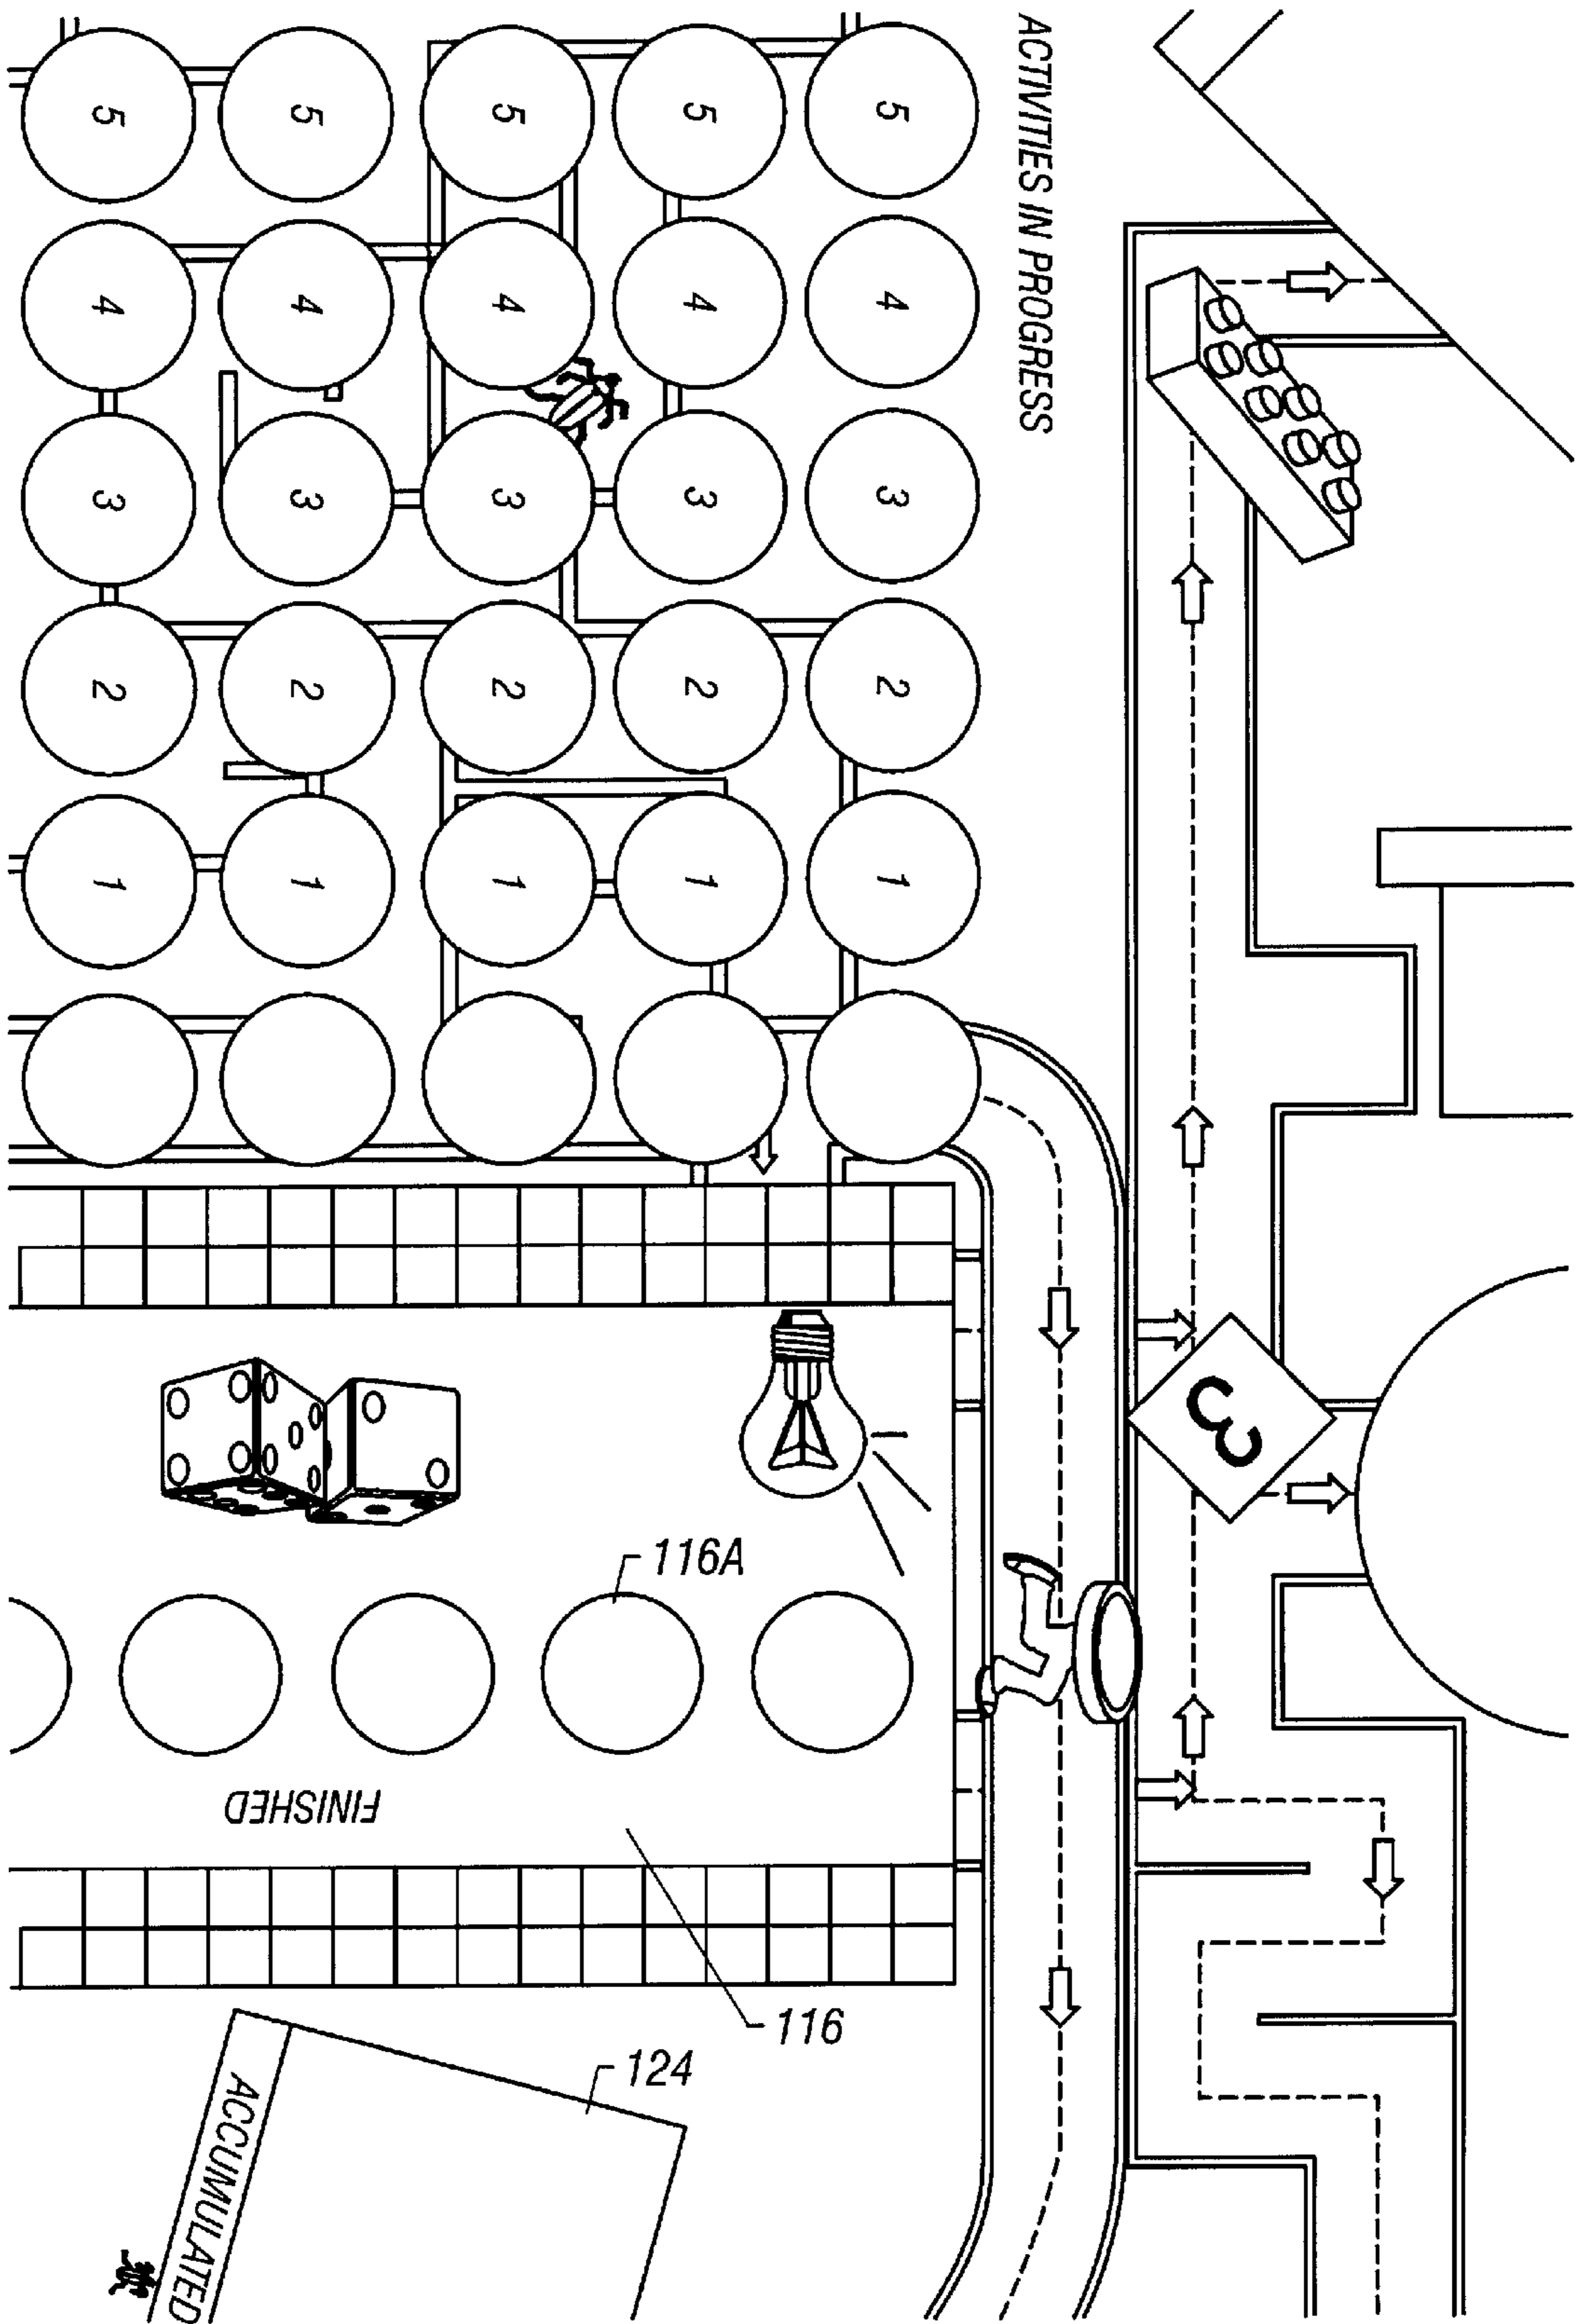 ACTIVITIES IN PROGRESS
5 5 5 5 5
4 4 4 4 4
3 3 3 3 3
2 2 2 2 2
1 1 1 1 1
3
116A
FINISHED
116
124
ACCUMULATED